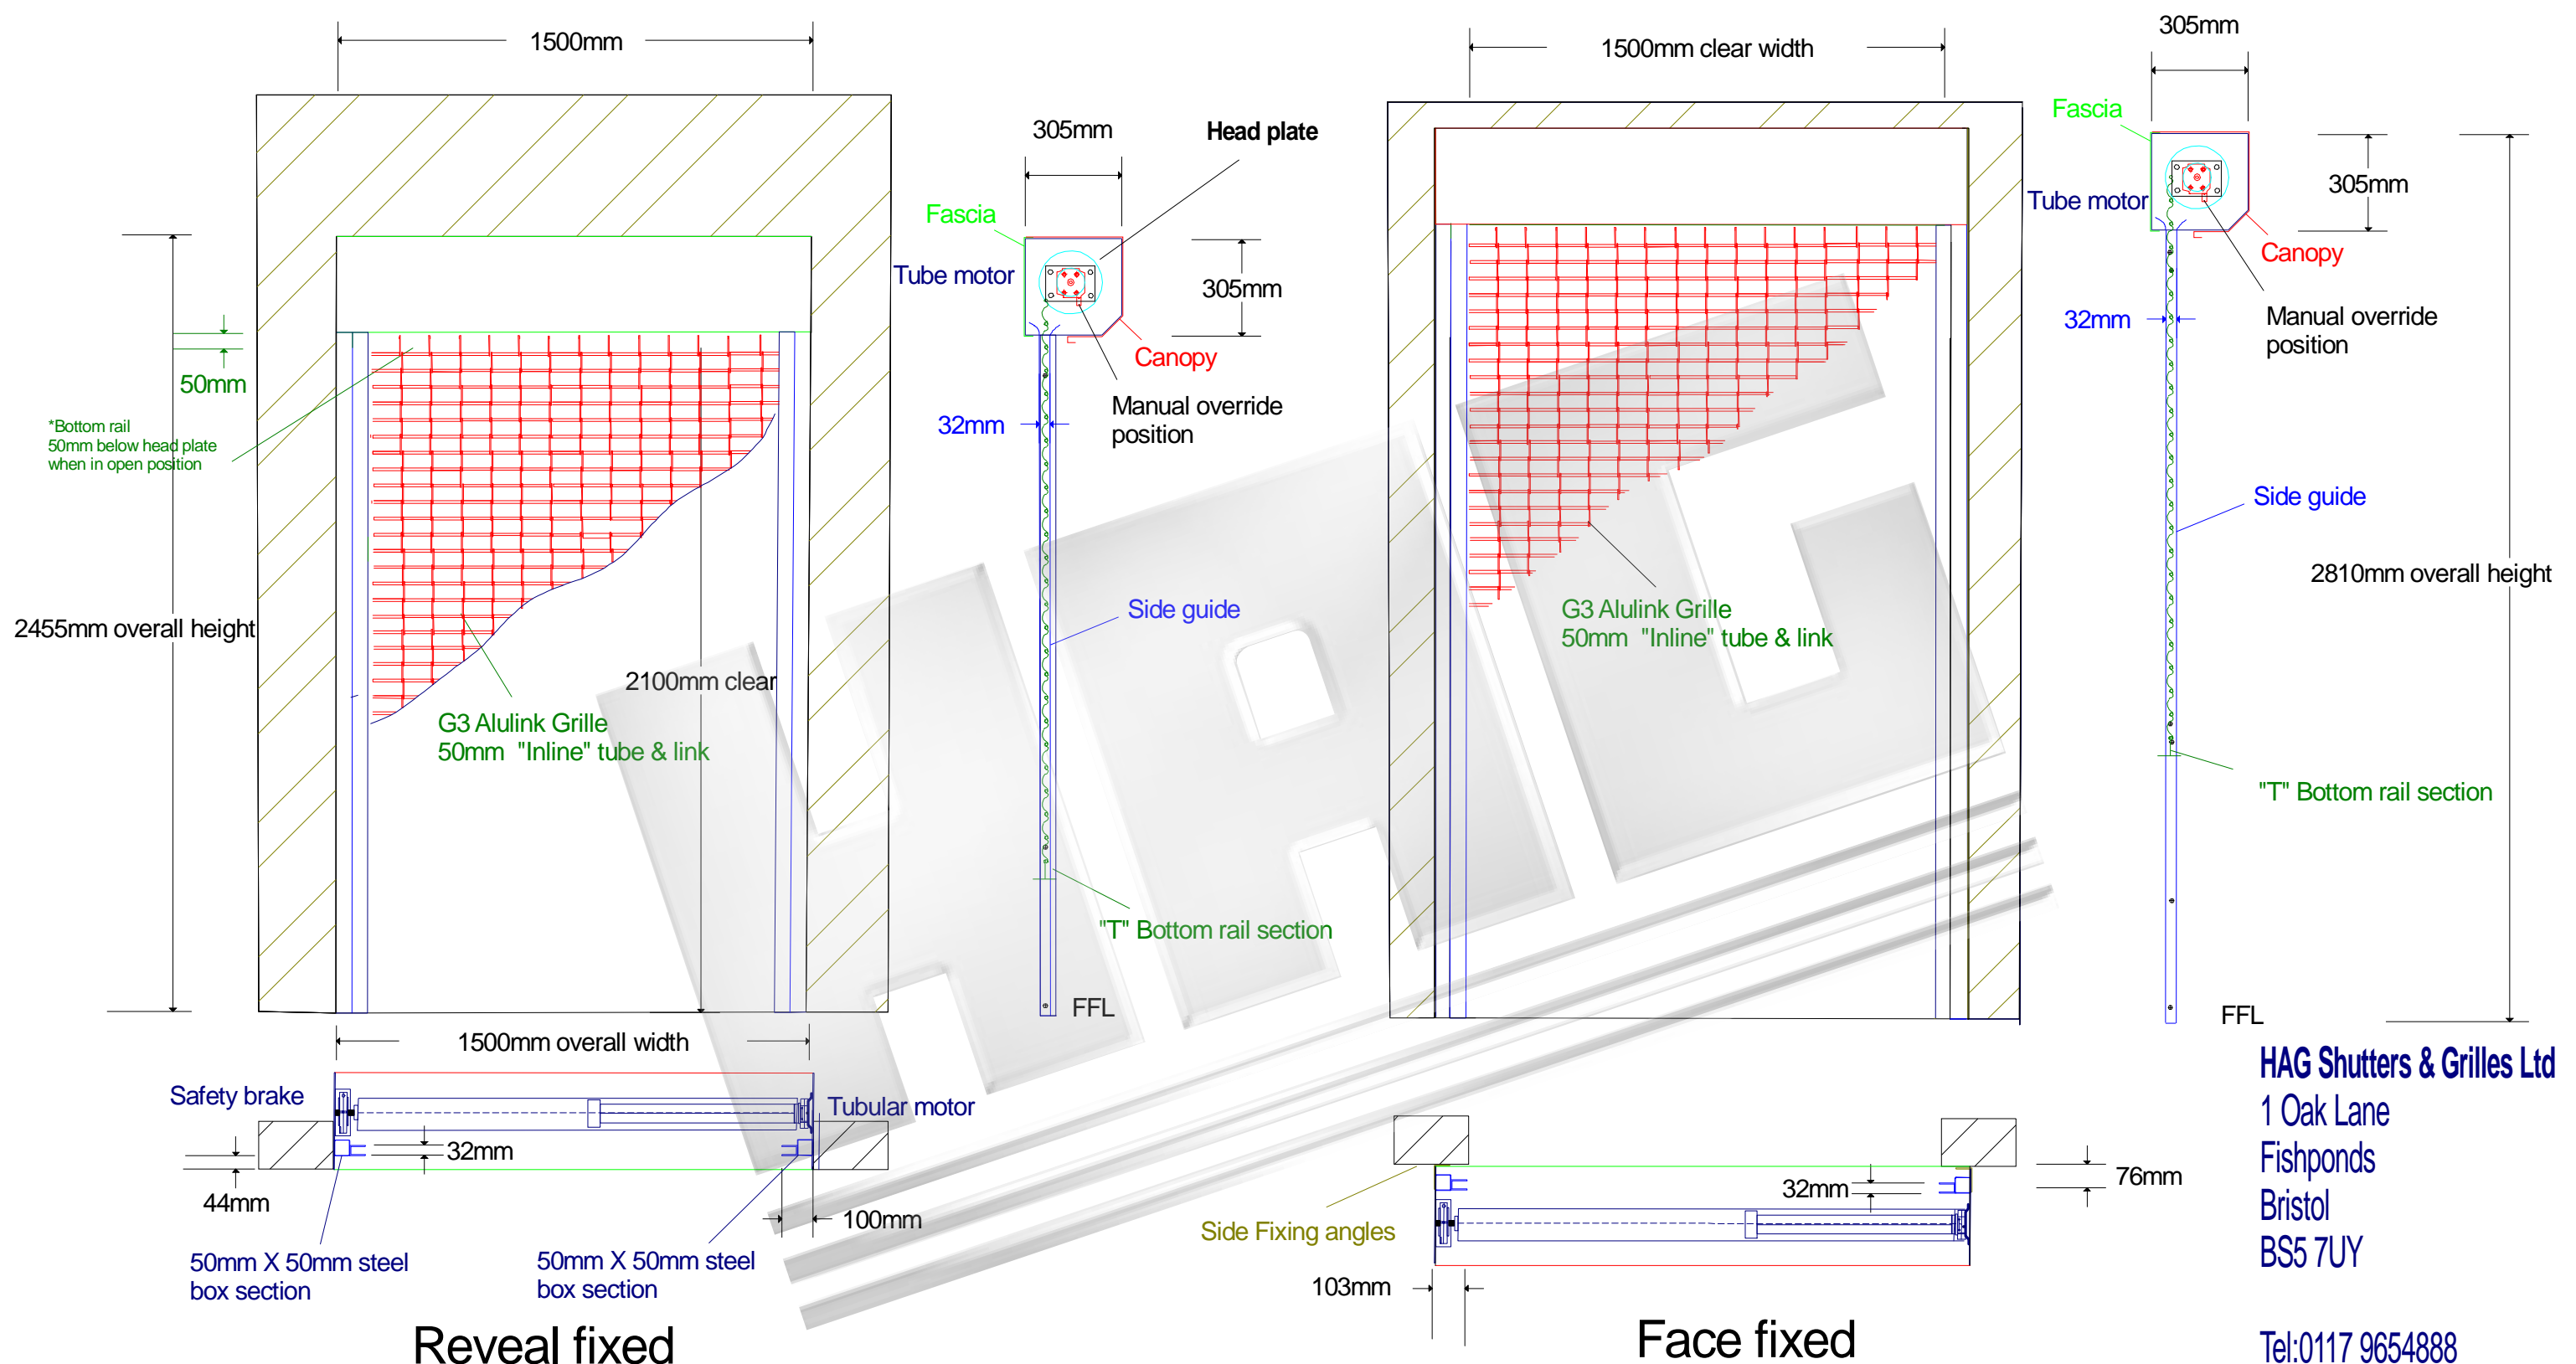 1500mm
1500mm clear width
305mm
305mm
Head plate
Fascia
Fascia
Tube motor
305mm
Tube motor
305mm
Canopy
Canopy
50mm
*Bottom rail
50mm below head plate
when in open position
32mm
Manual override
position
32mm
Manual override
position
Side guide
Side guide
2455mm overall height
2100mm clear
G3 Alulink Grille
50mm "Inline" tube & link
G3 Alulink Grille
50mm "Inline" tube & link
2810mm overall height
"T" Bottom rail section
"T" Bottom rail section
HAG
FFL
FFL
1500mm overall width
Safety brake
Tubular motor
32mm
44mm
100mm
50mm X 50mm steel
box section
50mm X 50mm steel
box section
Reveal fixed
32mm
76mm
Side Fixing angles
103mm
Face fixed
HAG Shutters & Grilles Ltd
1 Oak Lane
Fishponds
Bristol
BS5 7UY
Tel:0117 9654888